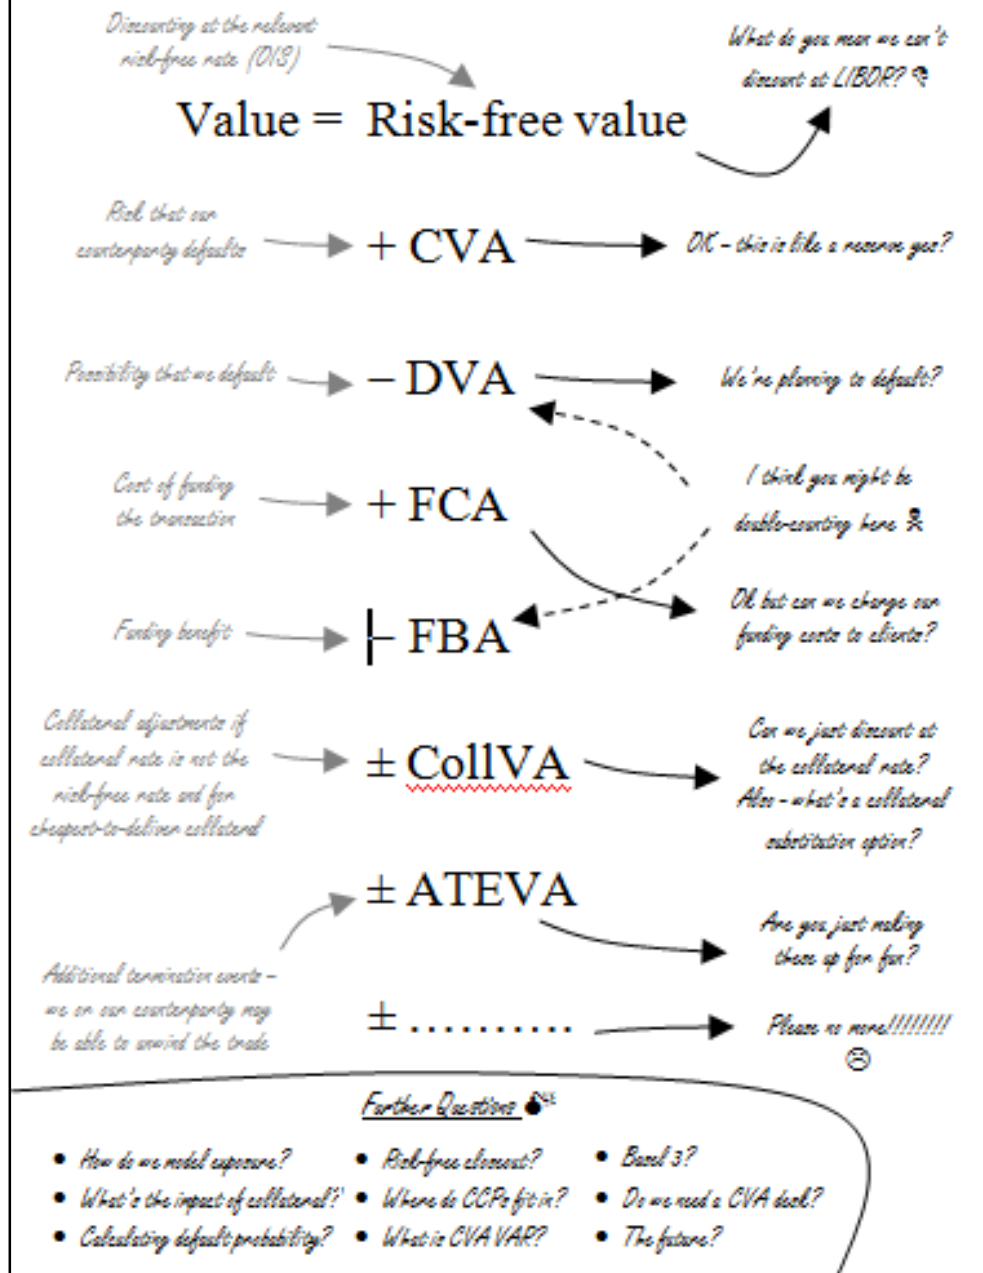 Discounting at the relevant
risk-free rate (OIS)
What do you mean we can't
discount at LIBOR?
Value = Risk-free value
Risk that our
counterparty defaults
+ CVA
OK – this is like a reserve yes?
Possibility that we default
– DVA
We're planning to default?
Cost of funding
the transaction
+ FCA
I think you might be
double-counting here
Ok but can we charge our
funding costs to clients?
Funding benefit
– FBA
Collateral adjustments if
collateral rate is not the
risk-free rate and for
cheapest-to-deliver collateral
± CollVA
Can we just discount at
the collateral rate?
Also – what's a collateral
substitution option?
± ATEVA
Are you just making
these up for fun?
Additional termination events –
we or our counterparty may
be able to unwind the trade
± ..........
Please no more!!!!!!!!!
☹
Further Questions
• How do we model exposure?
• What's the impact of collateral?'
• Calculating default probability?
• Risk-free closeout?
• Where do CCPs fit in?
• What is CVA VAR?
• Basel 3?
• Do we need a CVA desk?
• The future?